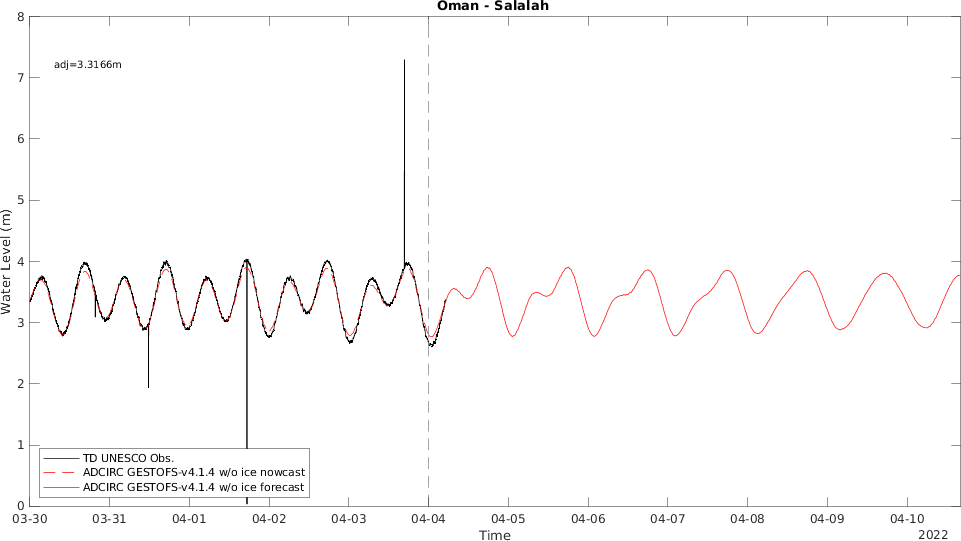 Oman - Salalah
8
adj=3.3166m
7
6
5
4
3
2
1
0
Water Level (m)
TD UNESCO Obs.
ADCIRC GESTOFS-v4.1.4 w/o ice nowcast
ADCIRC GESTOFS-v4.1.4 w/o ice forecast
03-30 03-31 04-01 04-02 04-03 04-04 04-05 04-06 04-07 04-08 04-09 04-10
Time
2022